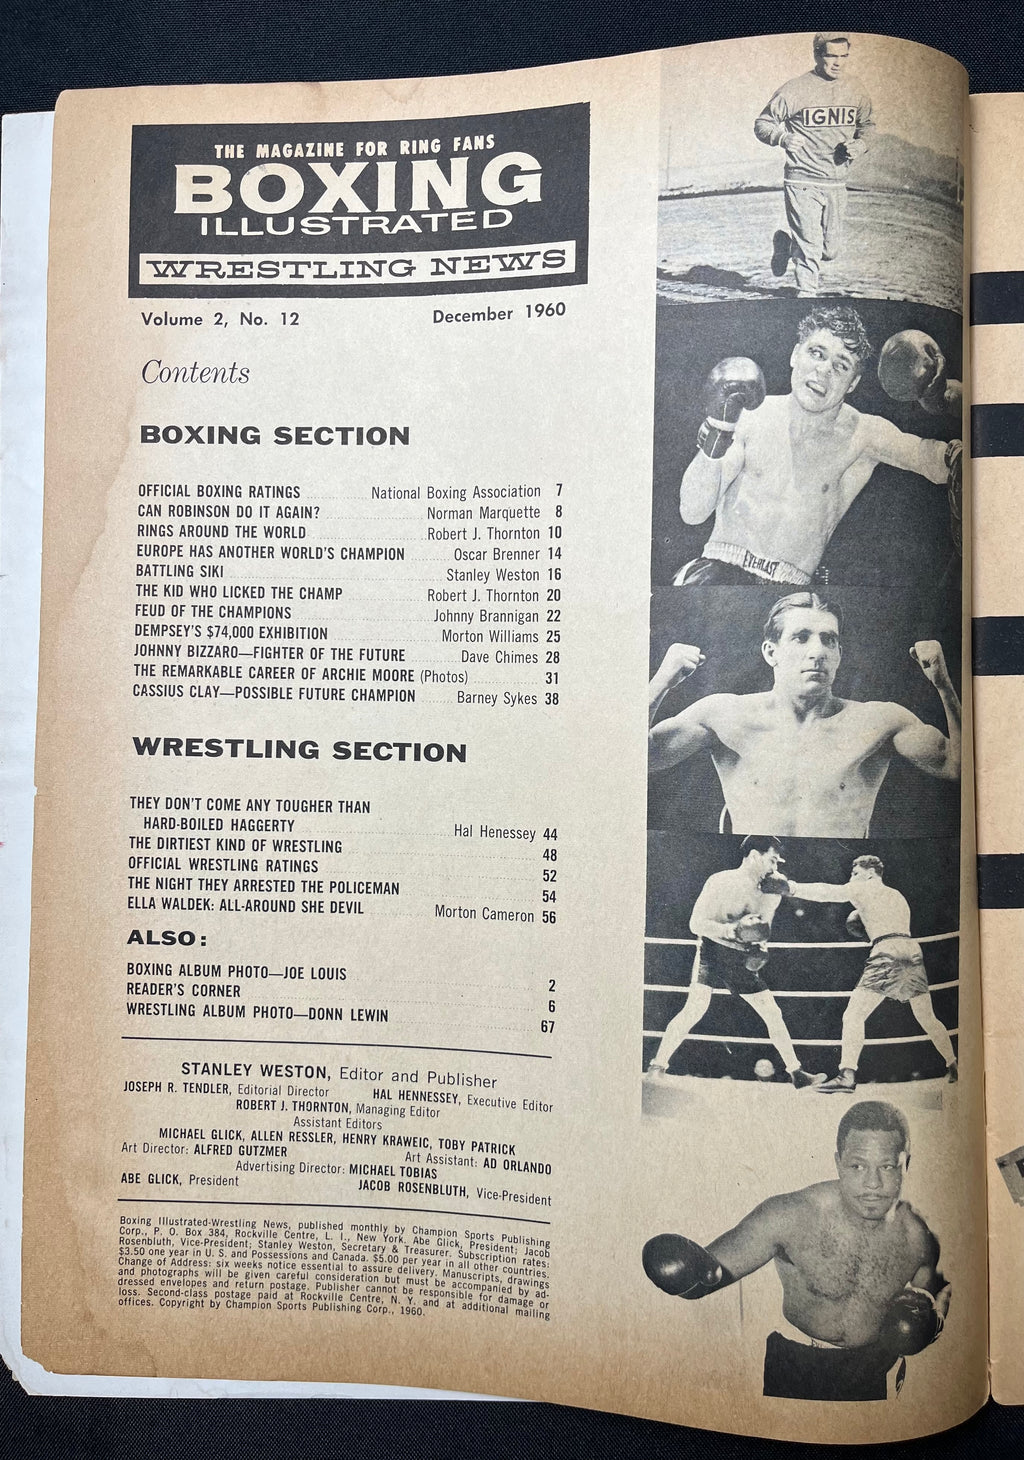 THE MAGAZINE FOR RING FANS
BOXING
ILLUSTRATED
WRESTLING NEWS
Volume 2, No. 12 December 1960
Contents
BOXING SECTION
OFFICIAL BOXING RATINGS National Boxing Association 7
CAN ROBINSON DO IT AGAIN? Norman Marquette 8
RINGS AROUND THE WORLD Robert J. Thornton 10
EUROPE HAS ANOTHER WORLD'S CHAMPION Oscar Brenner 14
BATTLING SIKI Stanley Weston 16
THE KID WHO LICKED THE CHAMP Robert J. Thornton 20
FEUD OF THE CHAMPIONS Johnny Brannigan 22
DEMPSEY'S $74,000 EXHIBITION Morton Williams 25
JOHNNY BIZZARO—FIGHTER OF THE FUTURE Dave Chimes 28
THE REMARKABLE CAREER OF ARCHIE MOORE (Photos) 31
CASSIUS CLAY—POSSIBLE FUTURE CHAMPION Barney Sykes 38
WRESTLING SECTION
THEY DON'T COME ANY TOUGHER THAN
HARD-BOILED HAGGERTY Hal Henessey 44
THE DIRTIEST KIND OF WRESTLING 48
OFFICIAL WRESTLING RATINGS 52
THE NIGHT THEY ARRESTED THE POLICEMAN 54
ELLA WALDEK: ALL-AROUND SHE DEVIL Morton Cameron 56
ALSO:
BOXING ALBUM PHOTO—JOE LOUIS 2
READER'S CORNER 6
WRESTLING ALBUM PHOTO—DONN LEWIN 67
STANLEY WESTON, Editor and Publisher
JOSEPH R. TENDLER, Editorial Director HAL HENNESSEY, Executive Editor
ROBERT J. THORNTON, Managing Editor
Assistant Editors
MICHAEL GLICK, ALLEN RESSLER, HENRY KRAWEIC, TOBY PATRICK
Art Director: ALFRED GUTZMER Art Assistant: AD ORLANDO
Advertising Director: MICHAEL TOBIAS
ABE GLICK, President JACOB ROSENBLUTH, Vice-President
Boxing Illustrated-Wrestling News, published monthly by Champion Sports Publishing
Corp., P. O. Box 384, Rockville Centre, L. I., New York. Abe Glick, President; Jacob
Rosenbluth, Vice-President; Stanley Weston, Secretary & Treasurer. Subscription rates:
$3.50 one year in U. S. and Possessions and Canada. $5.00 per year in all other countries.
Change of Address: six weeks notice essential to assure delivery. Manuscripts, drawings
and photographs will be given careful consideration but must be accompanied by ad-
dressed envelopes and return postage. Publisher cannot be responsible for damage or
loss. Second-class postage paid at Rockville Centre, N. Y. and at additional mailing
offices. Copyright by Champion Sports Publishing Corp., 1960.
IGNIS
EVERLAST